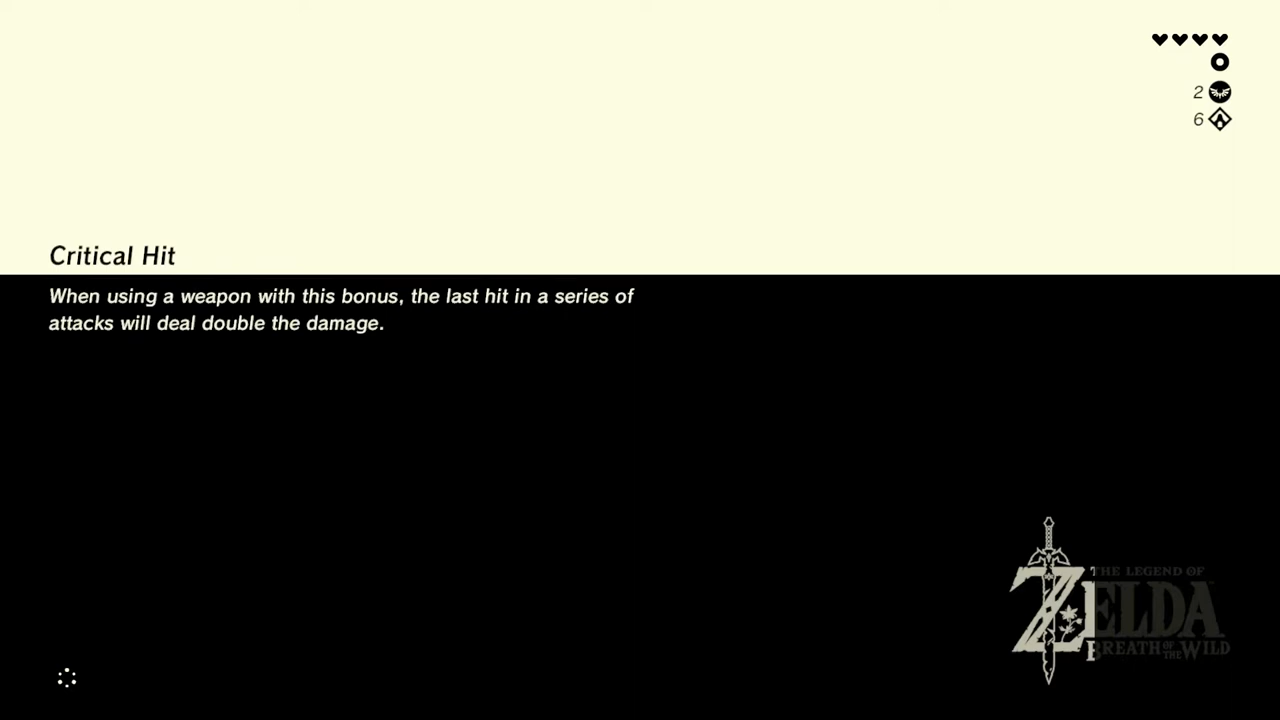 2
6
Critical Hit
When using a weapon with this bonus, the last hit in a series of
attacks will deal double the damage.
THE LEGEND OF
ZELDA
BREATH OF THE WILD